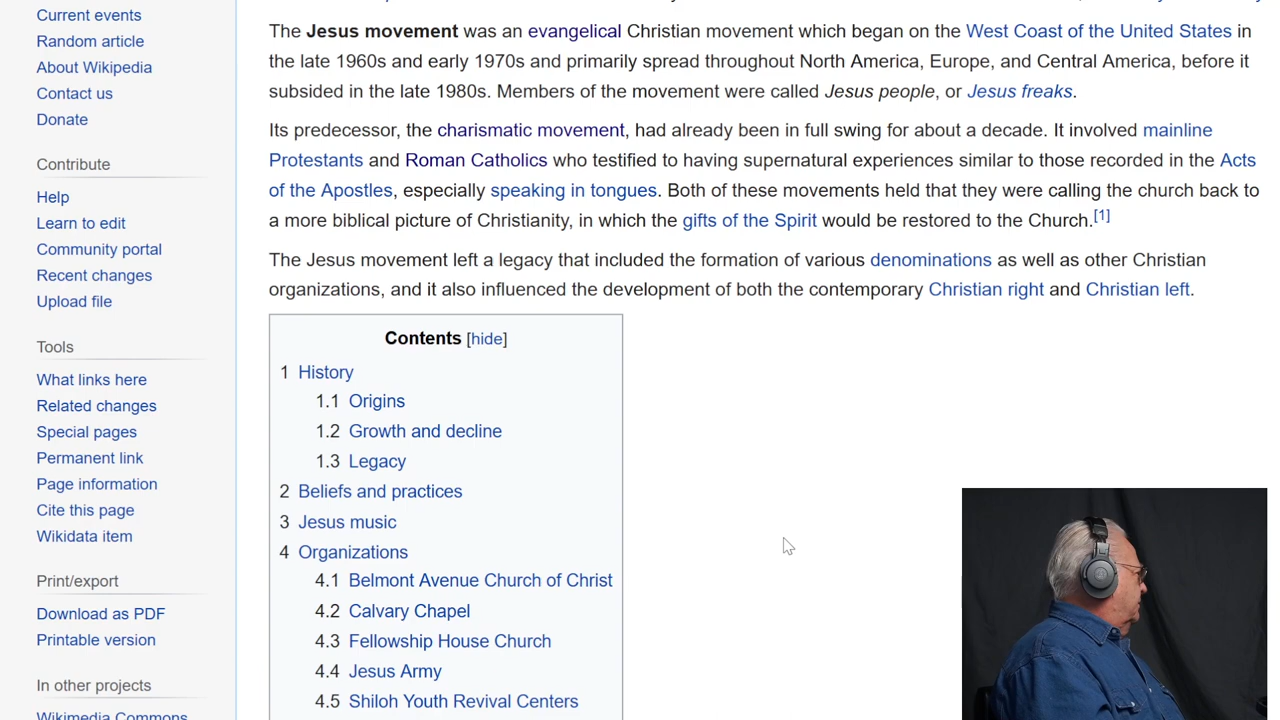 Current events
Random article
About Wikipedia
Contact us
Donate
Contribute
Help
Learn to edit
Community portal
Recent changes
Upload file
Tools
What links here
Related changes
Special pages
Permanent link
Page information
Cite this page
Wikidata item
Print/export
Download as PDF
Printable version
In other projects
Wikimedia Commons
The Jesus movement was an evangelical Christian movement which began on the West Coast of the United States in
the late 1960s and early 1970s and primarily spread throughout North America, Europe, and Central America, before it
subsided in the late 1980s. Members of the movement were called Jesus people, or Jesus freaks.
Its predecessor, the charismatic movement, had already been in full swing for about a decade. It involved mainline
Protestants and Roman Catholics who testified to having supernatural experiences similar to those recorded in the Acts
of the Apostles, especially speaking in tongues. Both of these movements held that they were calling the church back to
a more biblical picture of Christianity, in which the gifts of the Spirit would be restored to the Church.[1]
The Jesus movement left a legacy that included the formation of various denominations as well as other Christian
organizations, and it also influenced the development of both the contemporary Christian right and Christian left.
Contents [hide]
1 History
1.1 Origins
1.2 Growth and decline
1.3 Legacy
2 Beliefs and practices
3 Jesus music
4 Organizations
4.1 Belmont Avenue Church of Christ
4.2 Calvary Chapel
4.3 Fellowship House Church
4.4 Jesus Army
4.5 Shiloh Youth Revival Centers